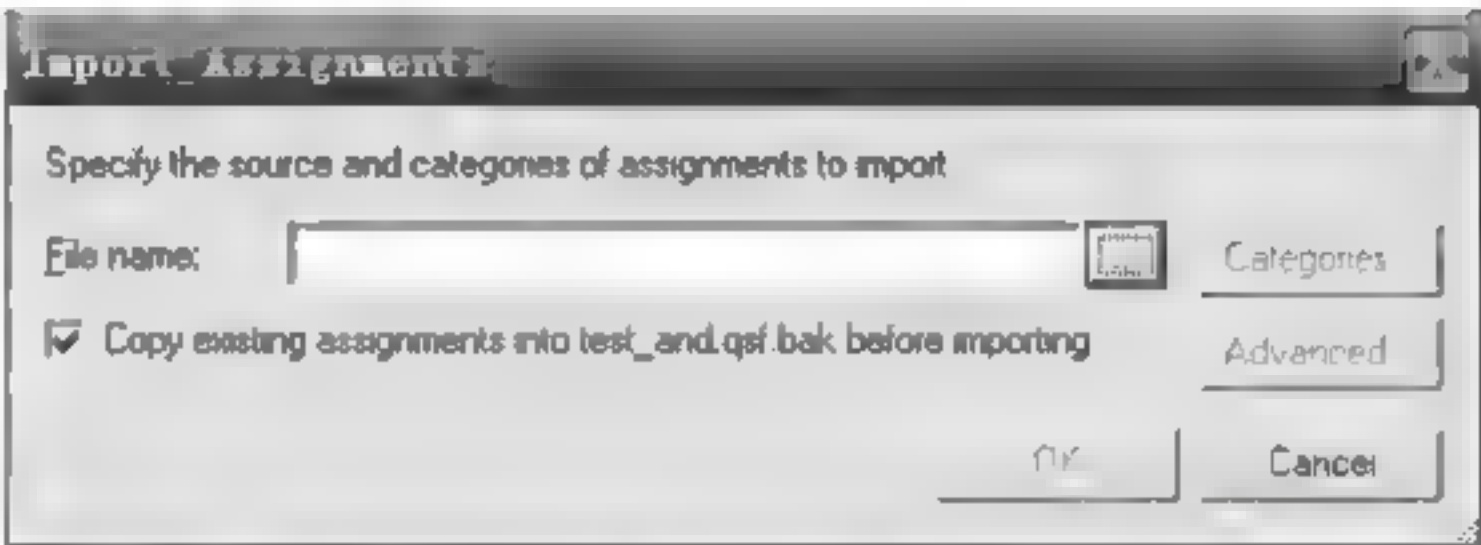 Import Assignments
Specify the source and categories of assignments to import
File name:
Categories
Copy existing assignments into test_and.qsf.bak before importing
Advanced
OK
Cancel